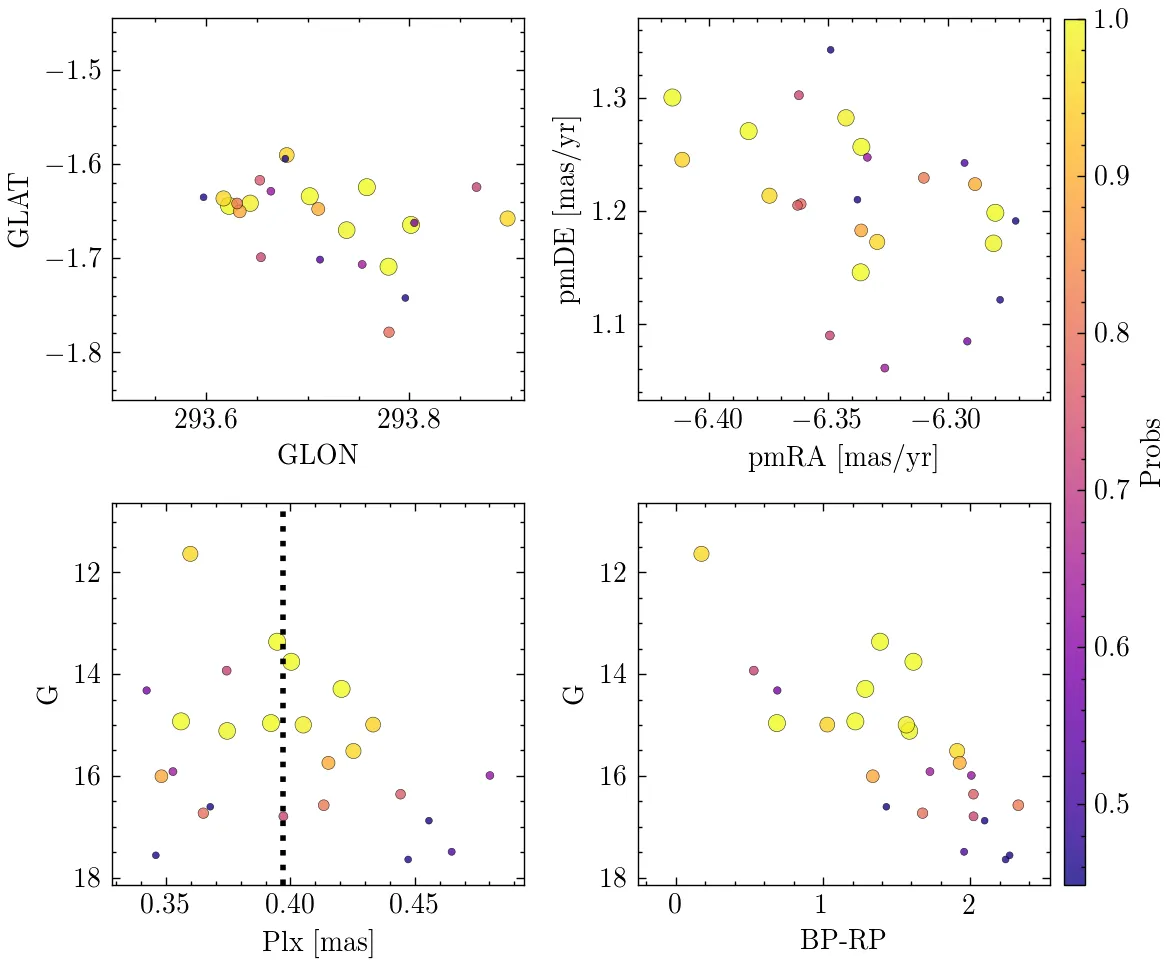 −1.5
−1.6
−1.7
−1.8
GLAT
293.6 293.8
GLON
1.3
1.2
1.1
pmDE [mas/yr]
−6.40 −6.35 −6.30
pmRA [mas/yr]
1.0
0.9
0.8
0.7
0.6
0.5
Probs
12
14
16
18
G
0.35 0.40 0.45
Plx [mas]
12
14
16
18
G
0 1 2
BP-RP